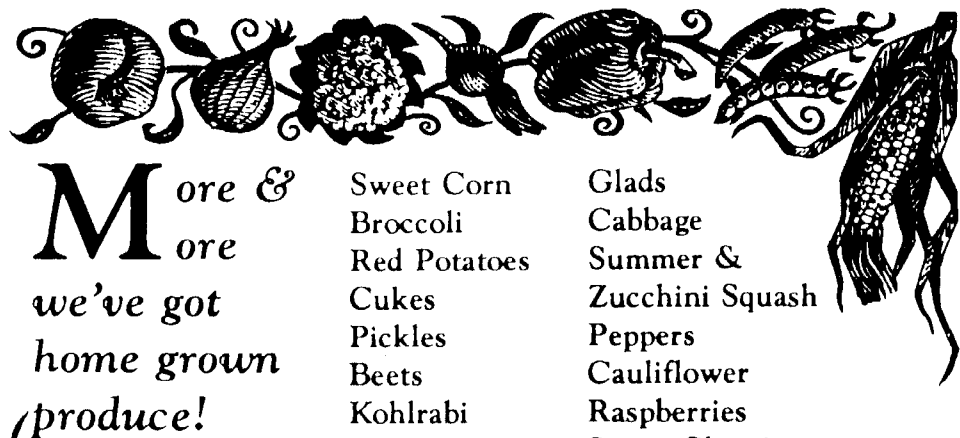 More &
More
we've got
home grown
produce!
Sweet Corn
Broccoli
Red Potatoes
Cukes
Pickles
Beets
Kohlrabi
Glads
Cabbage
Summer &
Zucchini Squash
Peppers
Cauliflower
Raspberries